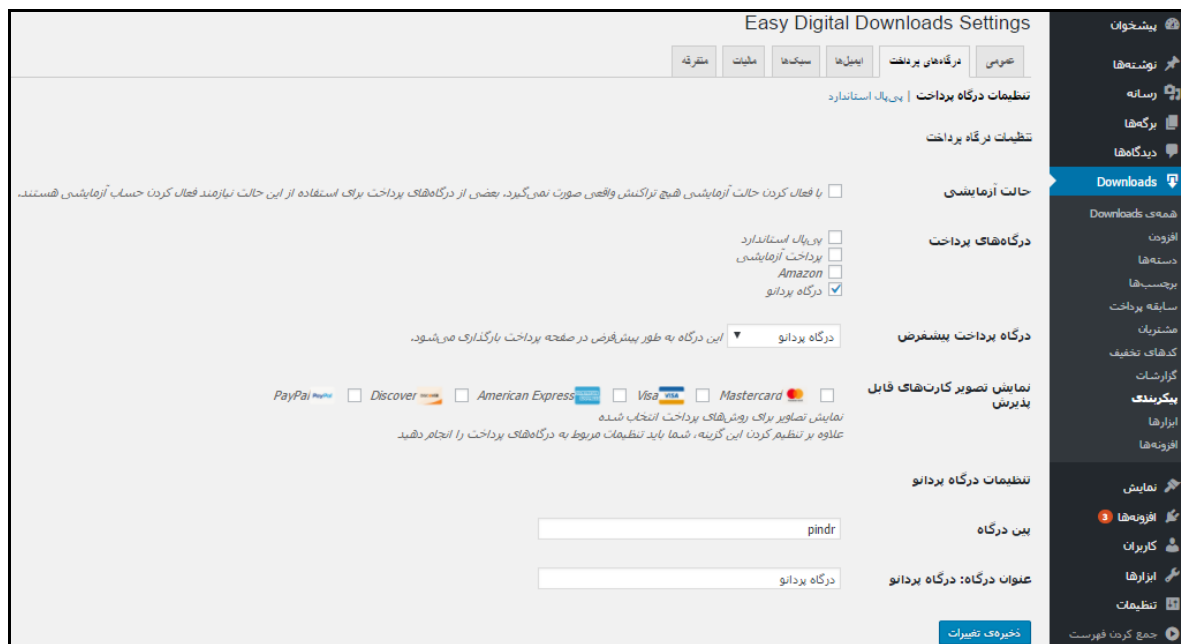 پیشخوان
نوشته‌ها
رسانه
برگه‌ها
دیدگاه‌ها
Downloads
همه‌ی Downloads
افزودن
دسته‌ها
برچسب‌ها
سابقه پرداخت
مشتریان
کدهای تخفیف
گزارشات
پیکربندی
ابزارها
افزونه‌ها
نمایش
افزونه‌ها 3
کاربران
ابزارها
تنظیمات
جمع کردن فهرست
Easy Digital Downloads Settings
عمومی درگاه‌های پرداخت ایمیل‌ها سبک‌ها مالیات متفرقه
تنظیمات درگاه پرداخت | پی‌پال استاندارد
تنظیمات درگاه پرداخت
حالت آزمایشی با فعال کردن حالت آزمایشی هیچ تراکنش واقعی صورت نمی‌گیرد. بعضی از درگاه‌های پرداخت برای استفاده از این حالت نیازمند فعال کردن حساب آزمایشی هستند.
درگاه‌های پرداخت پی‌پال استاندارد
پرداخت آزمایشی
Amazon
درگاه پردانو
درگاه پرداخت پیشفرض درگاه پردانو این درگاه به طور پیش‌فرض در صفحه پرداخت بارگذاری می‌شود.
نمایش تصویر کارت‌های قابل پذیرش Mastercard Visa VISA American Express Discover PayPal PayPal
نمایش تصاویر برای روش‌های پرداخت انتخاب شده
علاوه بر تنظیم کردن این گزینه، شما باید تنظیمات مربوط به درگاه‌های پرداخت را انجام دهید
تنظیمات درگاه پردانو
پین درگاه pindr
عنوان درگاه: درگاه پردانو درگاه پردانو
ذخیره‌ی تغییرات